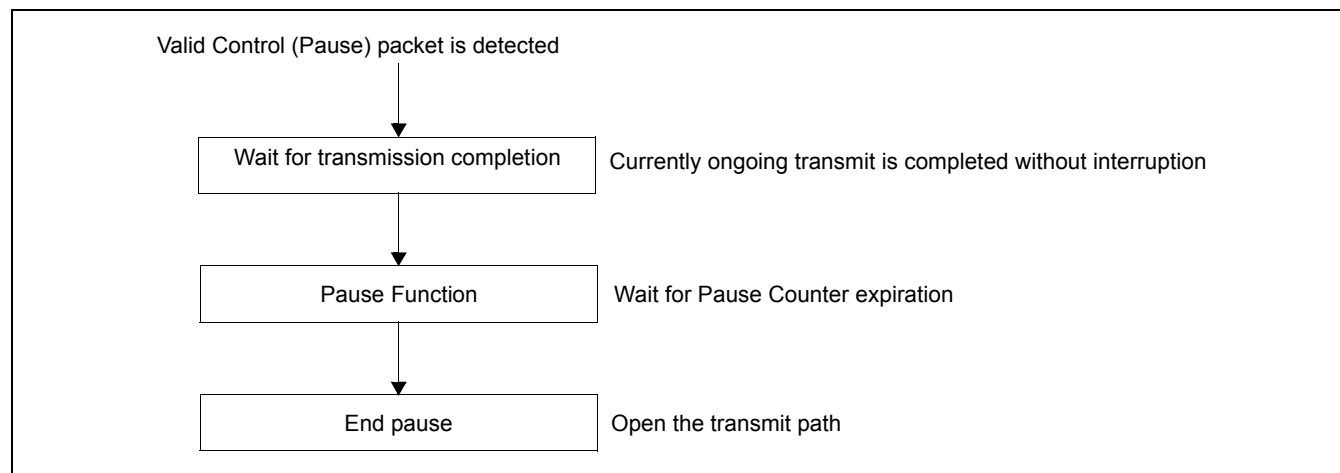 Valid Control (Pause) packet is detected
Wait for transmission completion
Currently ongoing transmit is completed without interruption
Pause Function
Wait for Pause Counter expiration
End pause
Open the transmit path